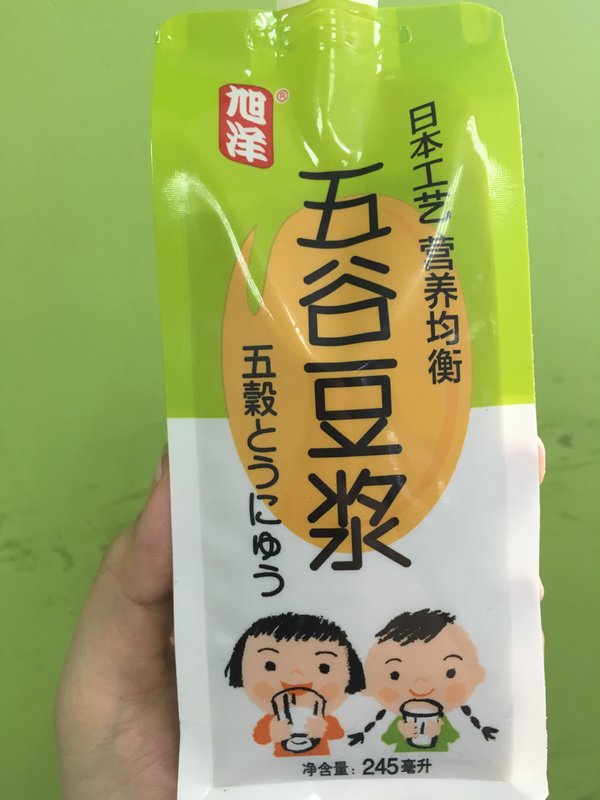 旭洋®
日本工艺 营养均衡
五谷豆浆
五穀とうにゅう
净含量：245毫升